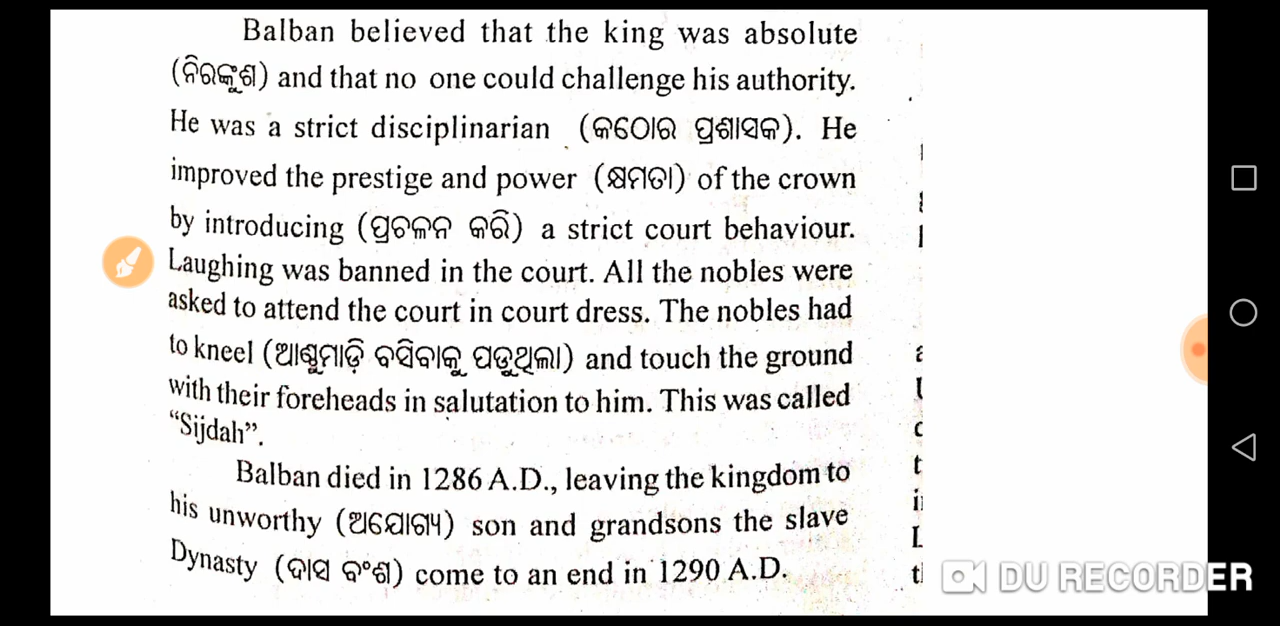 Balban believed that the king was absolute
(ନିରଙ୍କୁଶ) and that no one could challenge his authority.
He was a strict disciplinarian (କଠୋର ପ୍ରଶାସକ). He
improved the prestige and power (କ୍ଷମତା) of the crown
by introducing (ପ୍ରଚଳନ କରି) a strict court behaviour.
Laughing was banned in the court. All the nobles were
asked to attend the court in court dress. The nobles had
to kneel (ଆଣ୍ଠୁମାଡ଼ି ବସିବାକୁ ପଡୁଥିଲା) and touch the ground
with their foreheads in salutation to him. This was called
“Sijdah”.
Balban died in 1286 A.D., leaving the kingdom to
his unworthy (ଅଯୋଗ୍ୟ) son and grandsons the slave
Dynasty (ଦାସ ବଂଶ) come to an end in 1290 A.D.
DU RECORDER